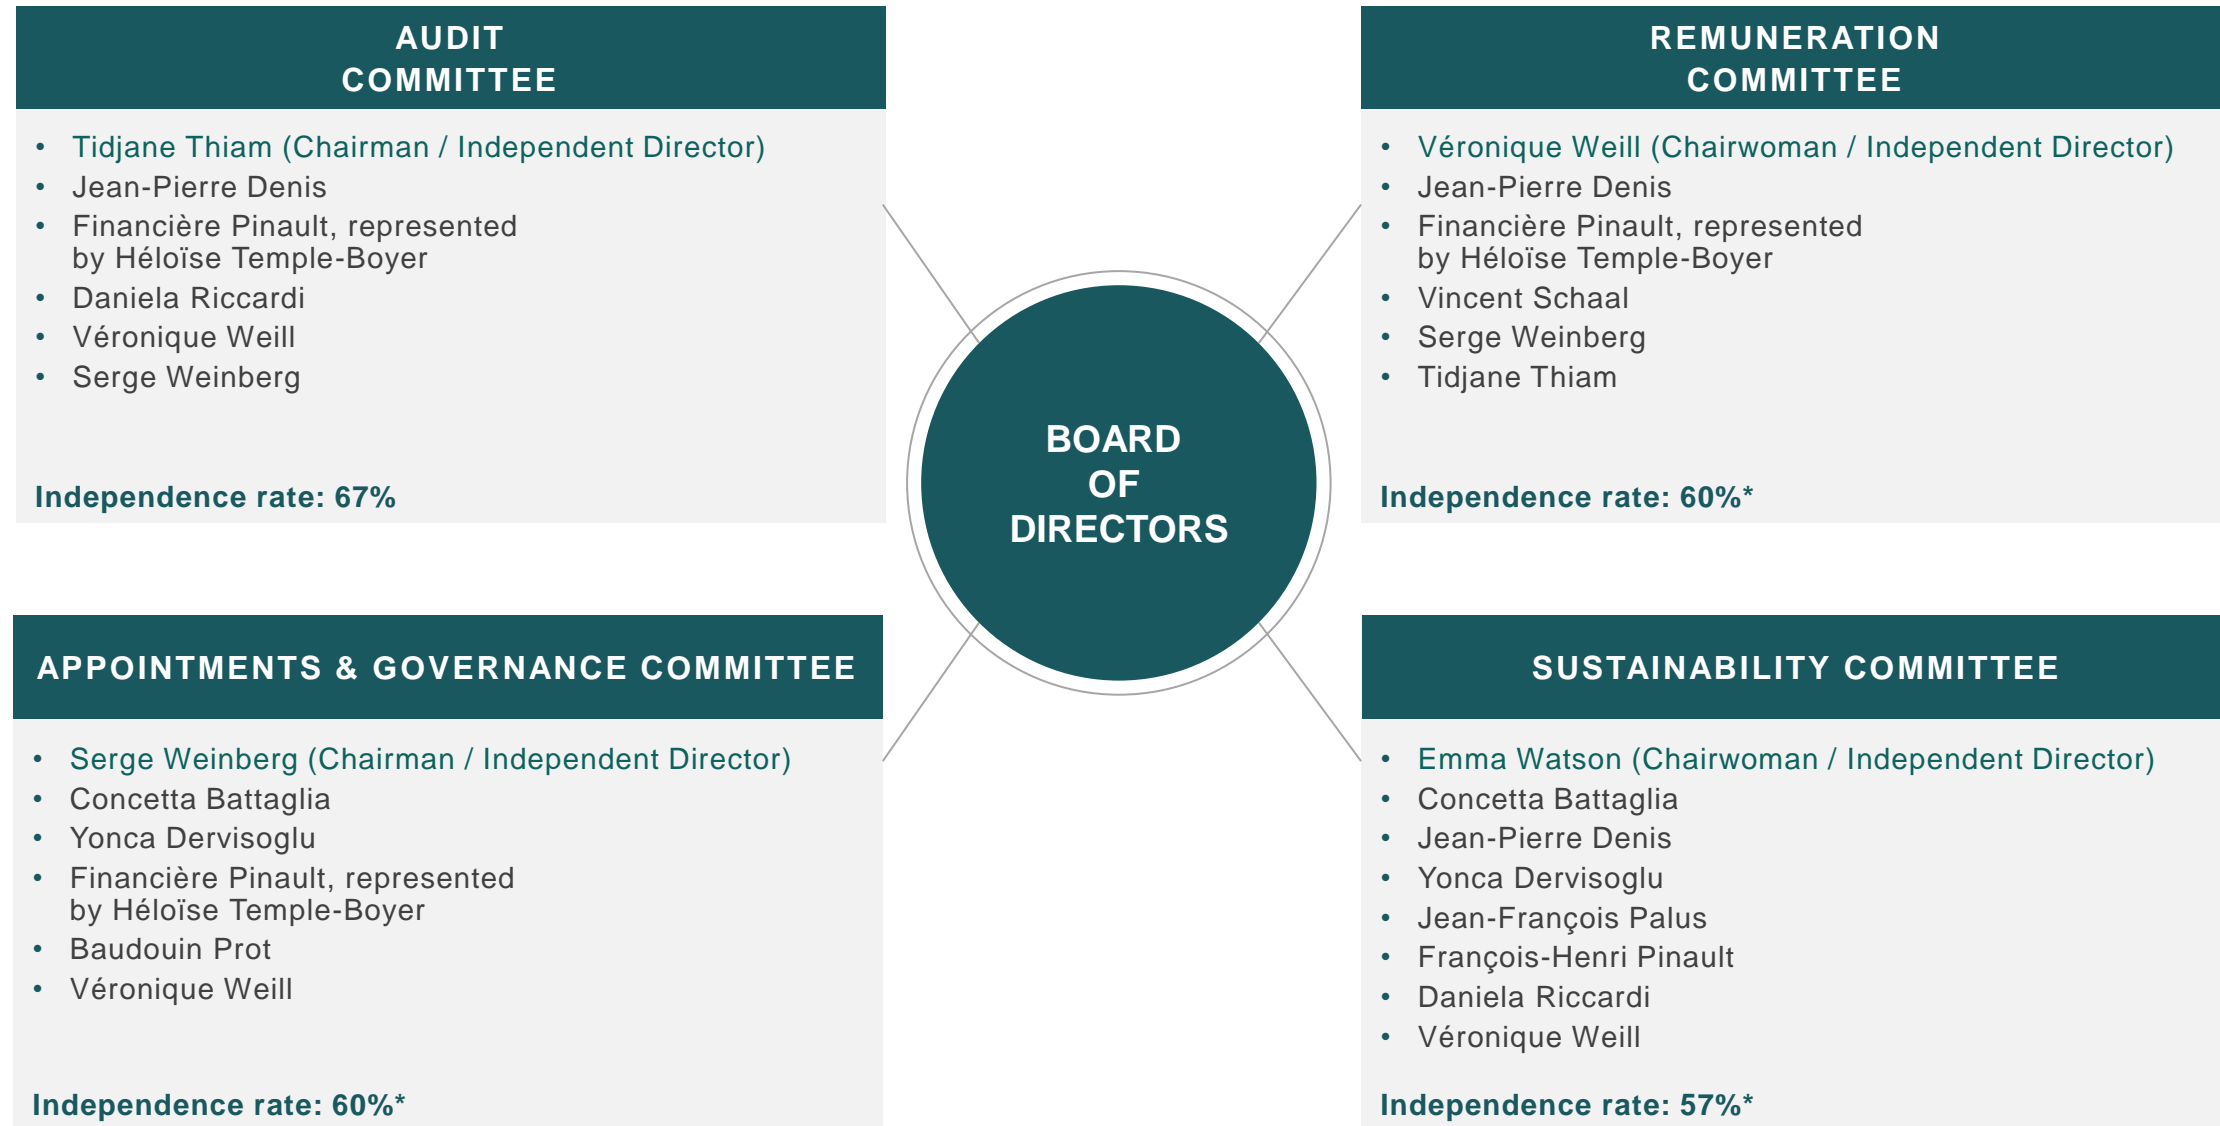 AUDIT
COMMITTEE
• Tidjane Thiam (Chairman / Independent Director)
• Jean-Pierre Denis
• Financière Pinault, represented
by Héloïse Temple-Boyer
• Daniela Riccardi
• Véronique Weill
• Serge Weinberg
Independence rate: 67%
REMUNERATION
COMMITTEE
• Véronique Weill (Chairwoman / Independent Director)
• Jean-Pierre Denis
• Financière Pinault, represented
by Héloïse Temple-Boyer
• Vincent Schaal
• Serge Weinberg
• Tidjane Thiam
Independence rate: 60%*
BOARD
OF
DIRECTORS
APPOINTMENTS & GOVERNANCE COMMITTEE
• Serge Weinberg (Chairman / Independent Director)
• Concetta Battaglia
• Yonca Dervisoglu
• Financière Pinault, represented
by Héloïse Temple-Boyer
• Baudouin Prot
• Véronique Weill
Independence rate: 60%*
SUSTAINABILITY COMMITTEE
• Emma Watson (Chairwoman / Independent Director)
• Concetta Battaglia
• Jean-Pierre Denis
• Yonca Dervisoglu
• Jean-François Palus
• François-Henri Pinault
• Daniela Riccardi
• Véronique Weill
Independence rate: 57%*